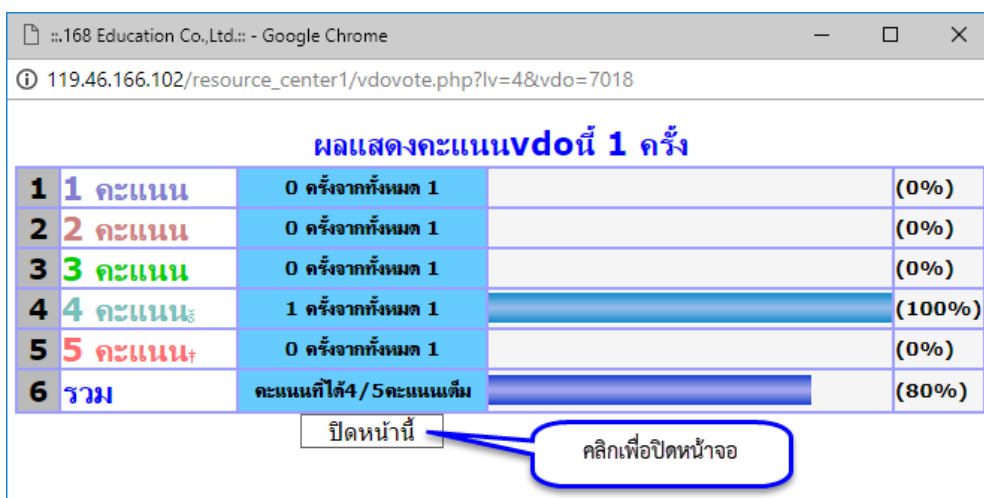 ::.168 Education Co.,Ltd.:: - Google Chrome
119.46.166.102/resource_center1/vdovote.php?lv=4&vdo=7018
ผลแสดงคะแนนvdoนี้ 1 ครั้ง
1 1 คะแนน 0 ครั้งจากทั้งหมด 1 (0%)
2 2 คะแนน 0 ครั้งจากทั้งหมด 1 (0%)
3 3 คะแนน 0 ครั้งจากทั้งหมด 1 (0%)
4 4 คะแนน 1 ครั้งจากทั้งหมด 1 (100%)
5 5 คะแนน 0 ครั้งจากทั้งหมด 1 (0%)
6 รวม คะแนนที่ได้4/5คะแนนเต็ม (80%)
ปิดหน้านี้
คลิกเพื่อปิดหน้าจอ